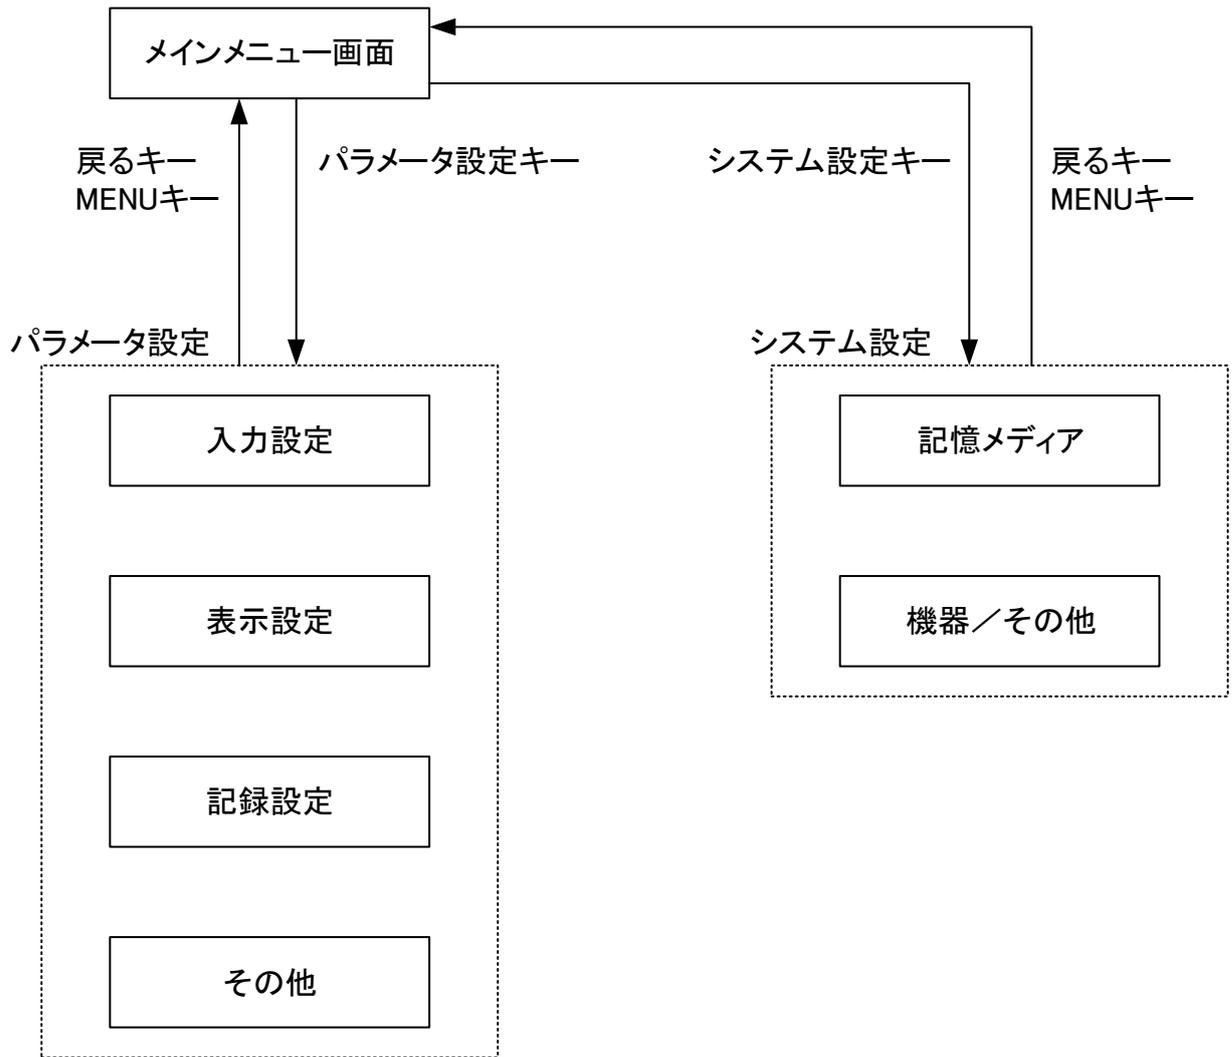 メインメニュー画面
戻るキー
MENUキー
パラメータ設定キー
システム設定キー
戻るキー
MENUキー
パラメータ設定
入力設定
表示設定
記録設定
その他
システム設定
記憶メディア
機器／その他